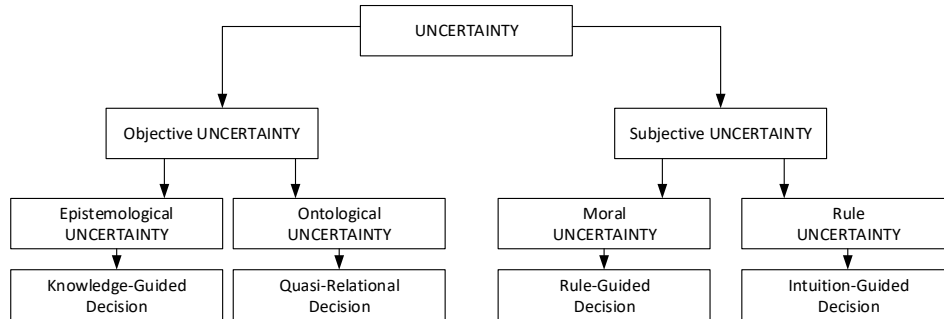 UNCERTAINTY
Objective UNCERTAINTY
Subjective UNCERTAINTY
Epistemological
UNCERTAINTY
Ontological
UNCERTAINTY
Moral
UNCERTAINTY
Rule
UNCERTAINTY
Knowledge-Guided
Decision
Quasi-Relational
Decision
Rule-Guided
Decision
Intuition-Guided
Decision